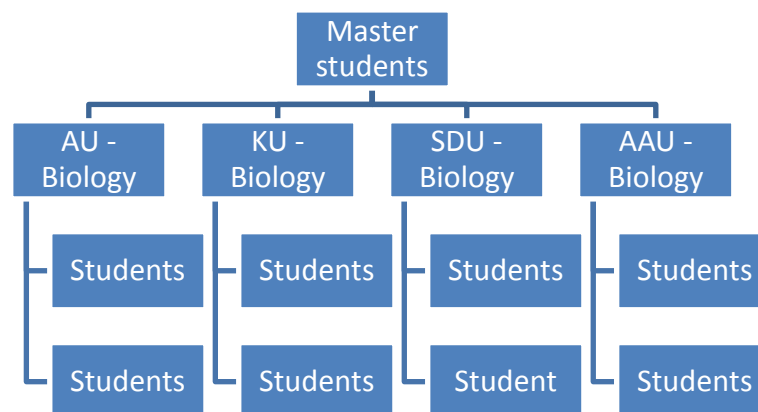 Master
students
AU -
Biology
KU -
Biology
SDU -
Biology
AAU -
Biology
Students
Students
Students
Students
Students
Students
Student
Students